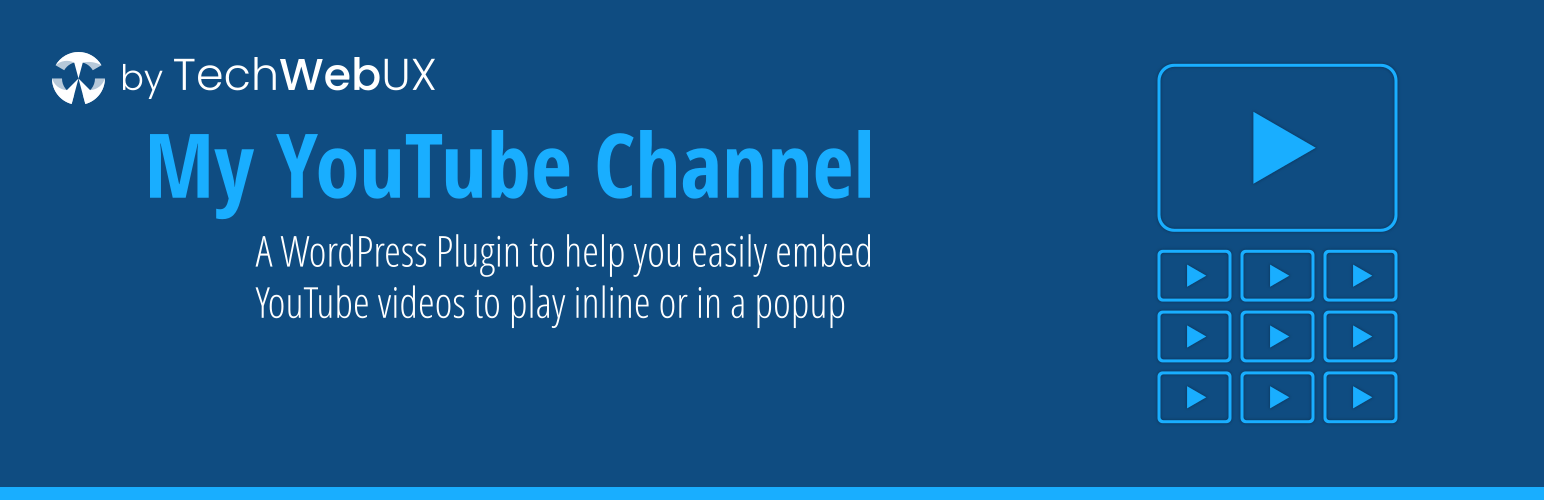 by TechWebUX
My YouTube Channel
A WordPress Plugin to help you easily embed
YouTube videos to play inline or in a popup